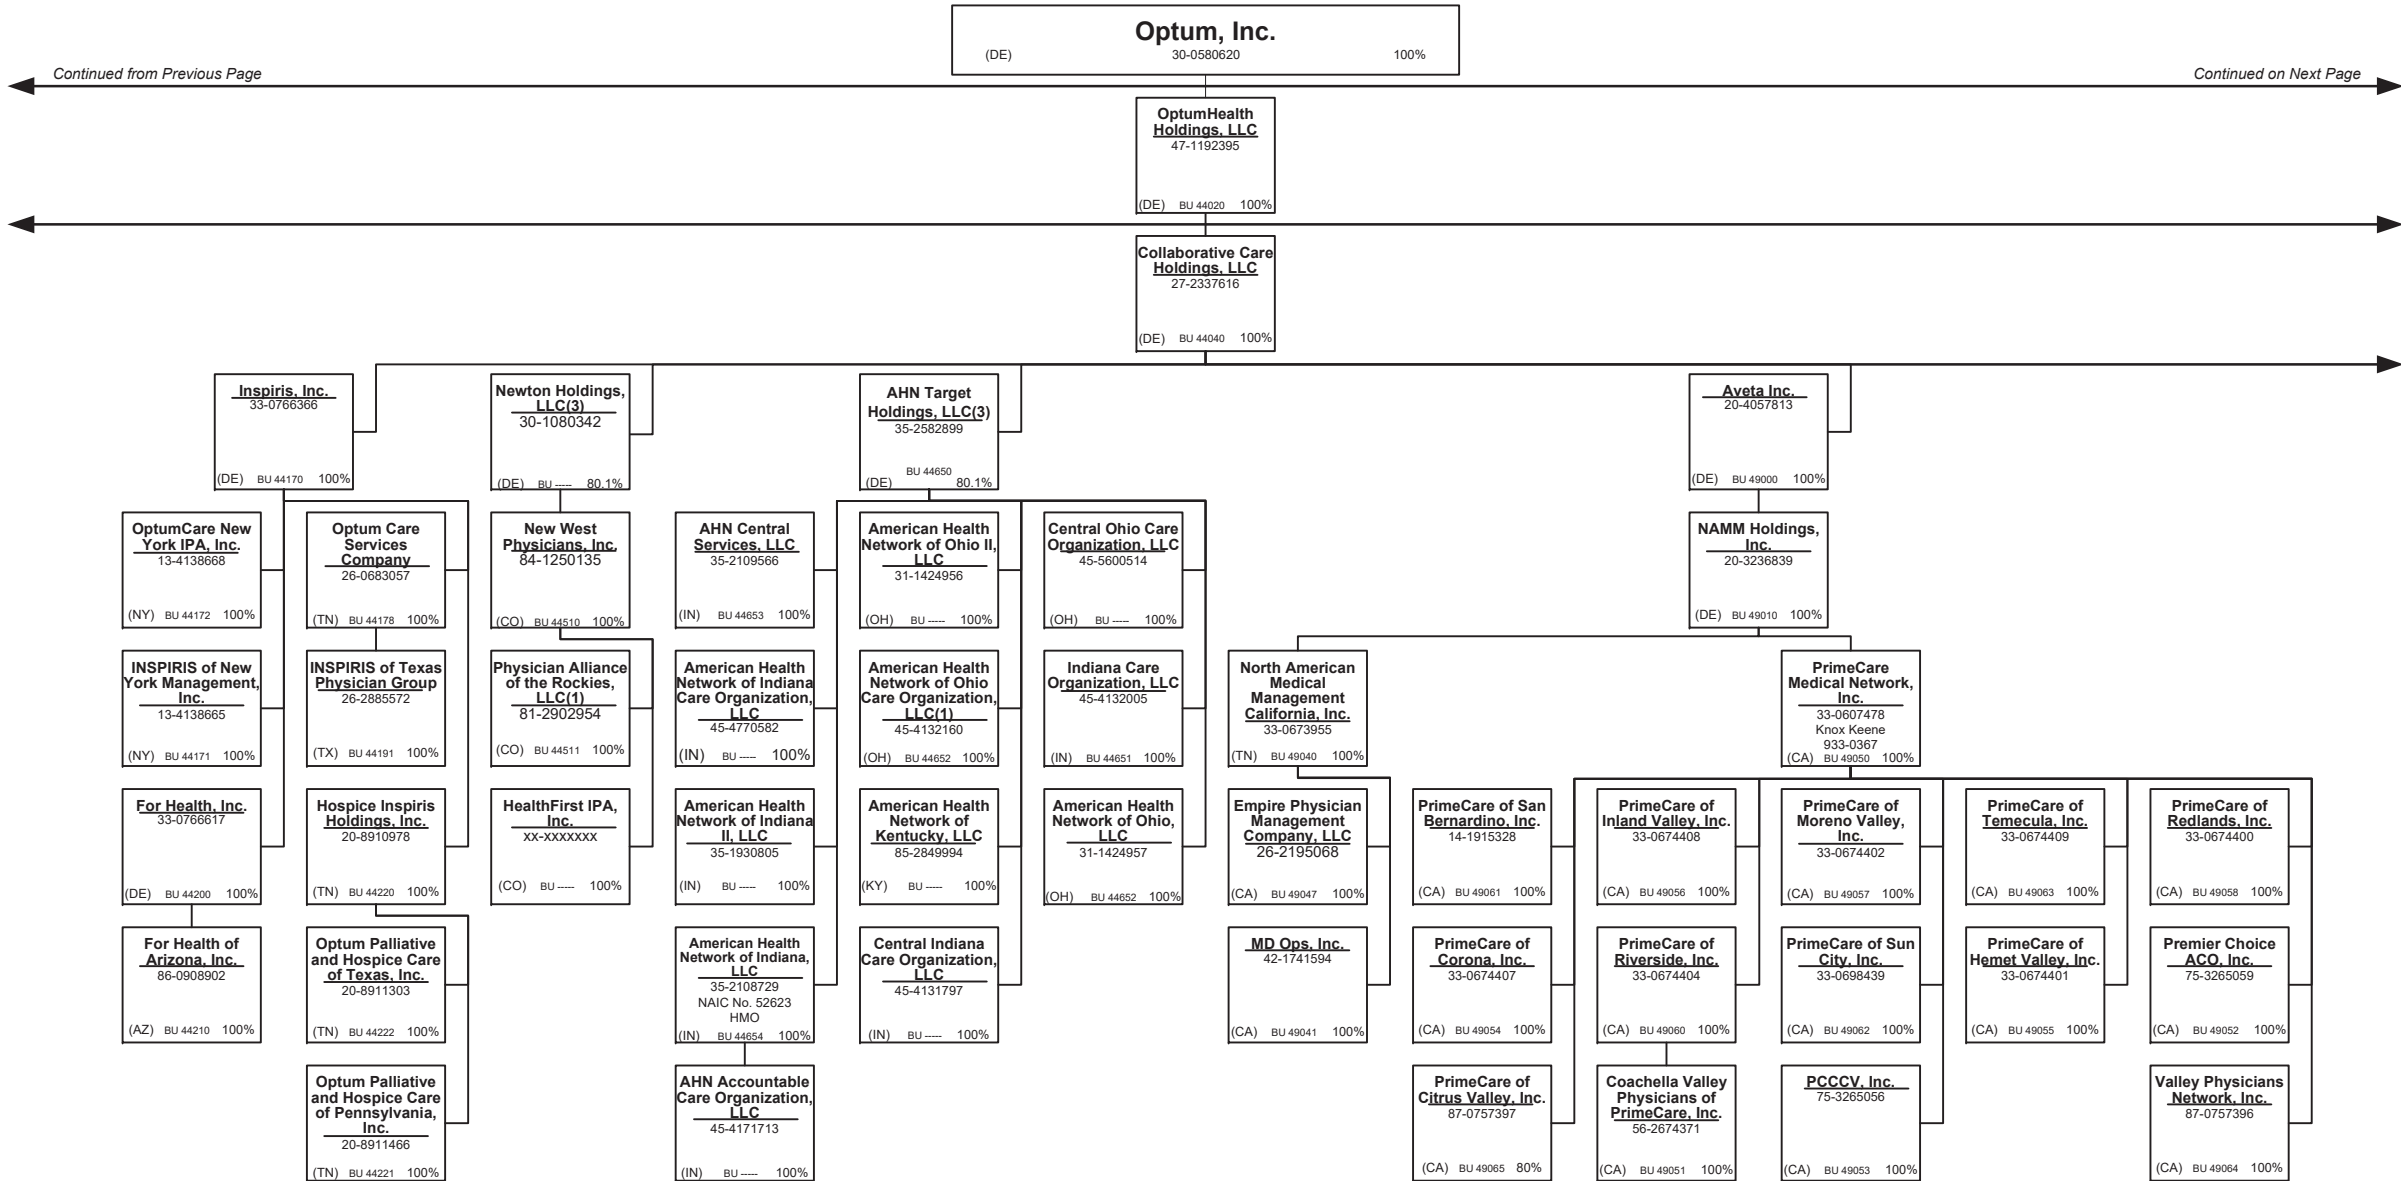 Optum, Inc.
(DE) 30-0580620 100%
Continued from Previous Page
Continued on Next Page
OptumHealth
Holdings, LLC
47-1192395
(DE) BU 44020 100%
Collaborative Care
Holdings, LLC
27-2337616
(DE) BU 44040 100%
Inspiris, Inc.
33-0766366
(DE) BU 44170 100%
Newton Holdings,
LLC(3)
30-1080342
(DE) BU ----- 80.1%
AHN Target
Holdings, LLC(3)
35-2582899
BU 44650
(DE) 80.1%
Aveta Inc.
20-4057813
(DE) BU 49000 100%
OptumCare New
York IPA, Inc.
13-4138668
(NY) BU 44172 100%
Optum Care
Services
Company
26-0683057
(TN) BU 44178 100%
New West
Physicians, Inc.
84-1250135
(CO) BU 44510 100%
AHN Central
Services, LLC
35-2109566
(IN) BU 44653 100%
American Health
Network of Ohio II,
LLC
31-1424956
(OH) BU ----- 100%
Central Ohio Care
Organization, LLC
45-5600514
(OH) BU ----- 100%
NAMM Holdings,
Inc.
20-3236839
(DE) BU 49010 100%
INSPIRIS of New
York Management,
Inc.
13-4138665
(NY) BU 44171 100%
INSPIRIS of Texas
Physician Group
26-2885572
(TX) BU 44191 100%
Physician Alliance
of the Rockies,
LLC(1)
81-2902954
(CO) BU 44511 100%
American Health
Network of Indiana
Care Organization,
LLC
45-4770582
(IN) BU ----- 100%
American Health
Network of Ohio
Care Organization,
LLC(1)
45-4132160
(OH) BU 44652 100%
Indiana Care
Organization, LLC
45-4132005
(IN) BU 44651 100%
North American
Medical
Management
California, Inc.
33-0673955
(TN) BU 49040 100%
PrimeCare
Medical Network,
Inc.
33-0607478
Knox Keene
933-0367
(CA) BU 49050 100%
For Health, Inc.
33-0766617
(DE) BU 44200 100%
Hospice Inspiris
Holdings, Inc.
20-8910978
(TN) BU 44220 100%
HealthFirst IPA,
Inc.
xx-xxxxxxx
(CO) BU ----- 100%
American Health
Network of Indiana
II, LLC
35-1930805
(IN) BU ----- 100%
American Health
Network of
Kentucky, LLC
85-2849994
(KY) BU ----- 100%
American Health
Network of Ohio,
LLC
31-1424957
(OH) BU 44652 100%
Empire Physician
Management
Company, LLC
26-2195068
(CA) BU 49047 100%
PrimeCare of San
Bernardino, Inc.
14-1915328
(CA) BU 49061 100%
PrimeCare of
Inland Valley, Inc.
33-0674408
(CA) BU 49056 100%
PrimeCare of
Moreno Valley,
Inc.
33-0674402
(CA) BU 49057 100%
PrimeCare of
Temecula, Inc.
33-0674409
(CA) BU 49063 100%
PrimeCare of
Redlands, Inc.
33-0674400
(CA) BU 49058 100%
For Health of
Arizona, Inc.
86-0908902
(AZ) BU 44210 100%
Optum Palliative
and Hospice Care
of Texas, Inc.
20-8911303
(TN) BU 44222 100%
American Health
Network of Indiana,
LLC
35-2108729
NAIC No. 52623
HMO
(IN) BU 44654 100%
Central Indiana
Care Organization,
LLC
45-4131797
(IN) BU ----- 100%
MD Ops, Inc.
42-1741594
(CA) BU 49041 100%
PrimeCare of
Corona, Inc.
33-0674407
(CA) BU 49054 100%
PrimeCare of
Riverside, Inc.
33-0674404
(CA) BU 49060 100%
PrimeCare of Sun
City, Inc.
33-0698439
(CA) BU 49062 100%
PrimeCare of
Hemet Valley, Inc.
33-0674401
(CA) BU 49055 100%
Premier Choice
ACO, Inc.
75-3265059
(CA) BU 49052 100%
Optum Palliative
and Hospice Care
of Pennsylvania,
Inc.
20-8911466
(TN) BU 44221 100%
AHN Accountable
Care Organization,
LLC
45-4171713
(IN) BU ----- 100%
PrimeCare of
Citrus Valley, Inc.
87-0757397
(CA) BU 49065 80%
Coachella Valley
Physicians of
PrimeCare, Inc.
56-2674371
(CA) BU 49051 100%
PCCCV, Inc.
75-3265056
(CA) BU 49053 100%
Valley Physicians
Network, Inc.
87-0757396
(CA) BU 49064 100%